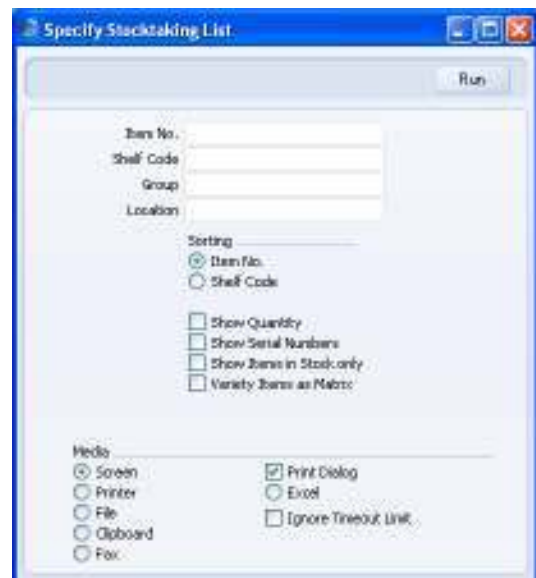 Specify Stocktaking List
Run
Item No.
Shelf Code
Group
Location
Sorting
Item No.
Shelf Code
Show Quantity
Show Serial Numbers
Show Items in Stock only
Variety Items as Matrix
Media
Screen
Print Dialog
Printer
Excel
File
Ignore Timeout Limit
Clipboard
Fax